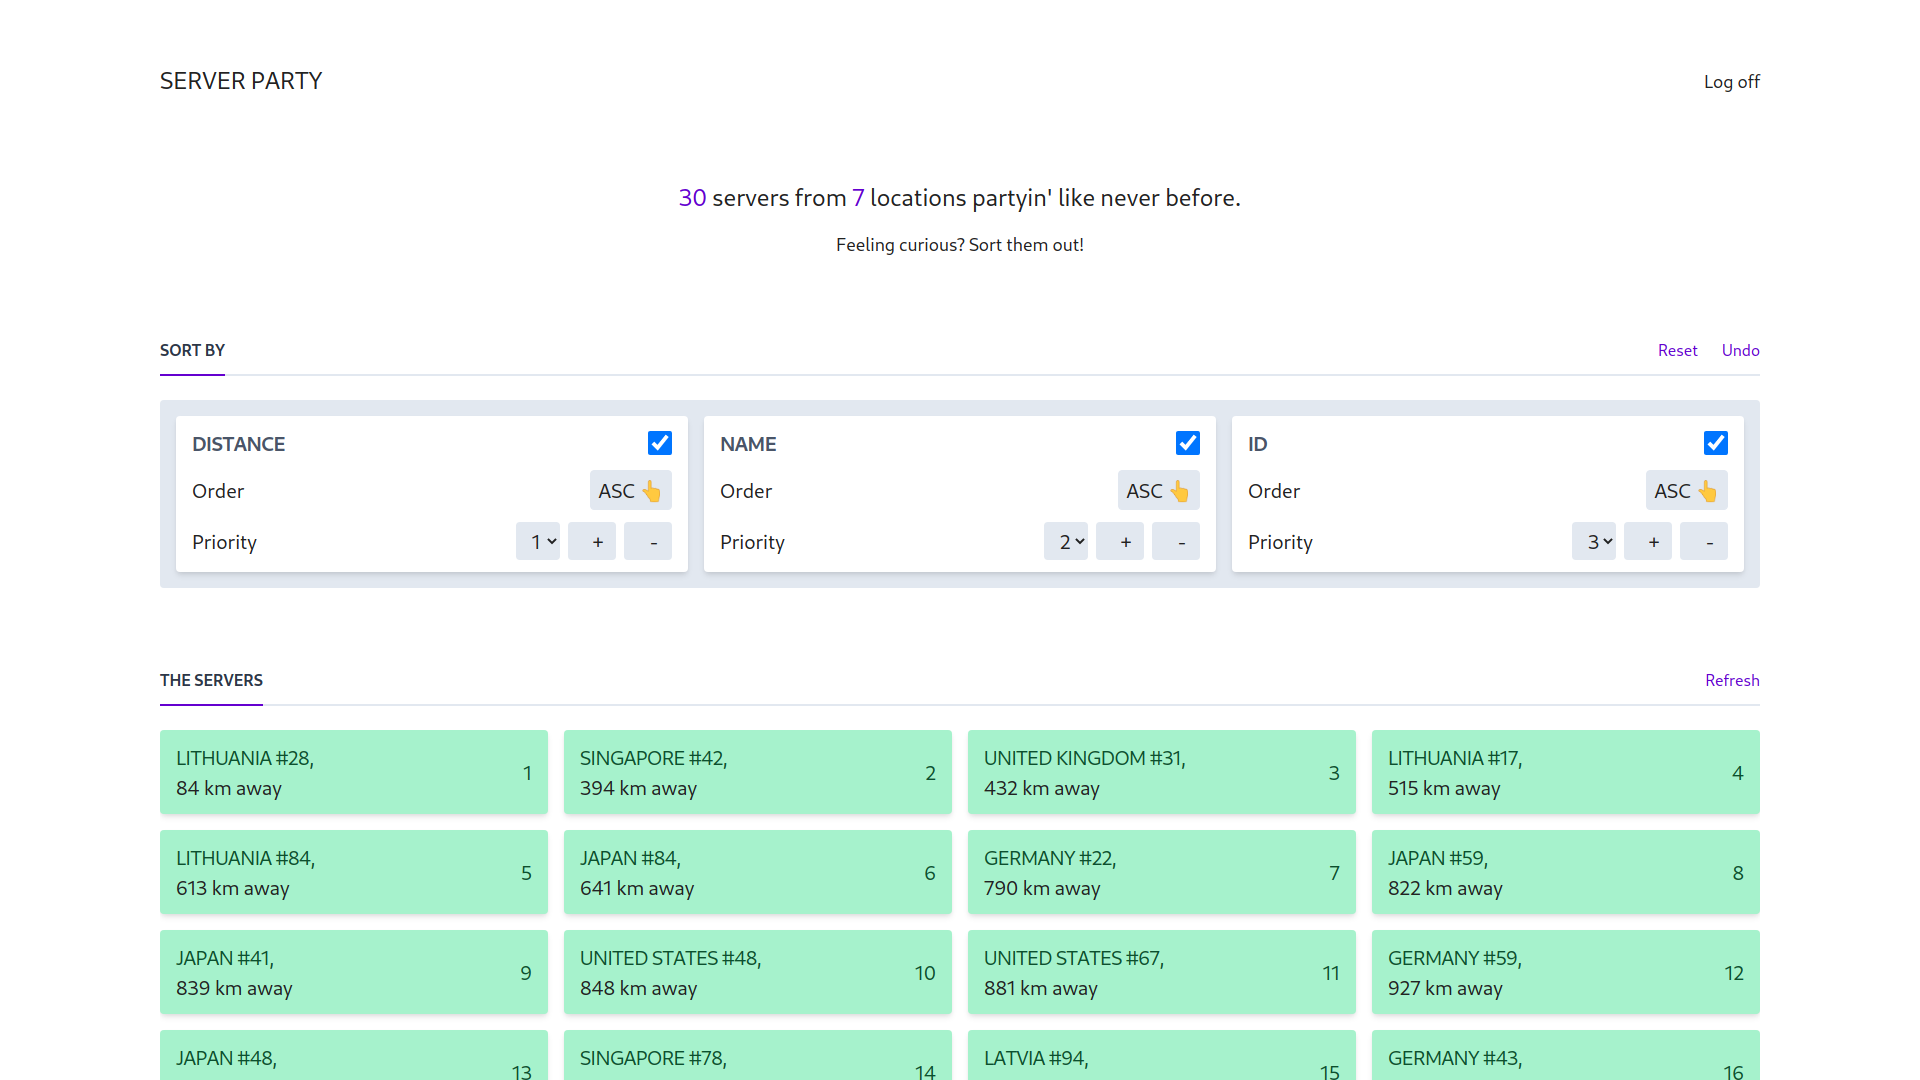 SERVER PARTY
Log off
30 servers from 7 locations partyin' like never before.
Feeling curious? Sort them out!
SORT BY
Reset
Undo
DISTANCE
Order
ASC 👆
Priority
1
+
-
NAME
Order
ASC 👆
Priority
2
+
-
ID
Order
ASC 👆
Priority
3
+
-
THE SERVERS
Refresh
LITHUANIA #28,
84 km away
1
SINGAPORE #42,
394 km away
2
UNITED KINGDOM #31,
432 km away
3
LITHUANIA #17,
515 km away
4
LITHUANIA #84,
613 km away
5
JAPAN #84,
641 km away
6
GERMANY #22,
790 km away
7
JAPAN #59,
822 km away
8
JAPAN #41,
839 km away
9
UNITED STATES #48,
848 km away
10
UNITED STATES #67,
881 km away
11
GERMANY #59,
927 km away
12
JAPAN #48,
13
SINGAPORE #78,
14
LATVIA #94,
15
GERMANY #43,
16